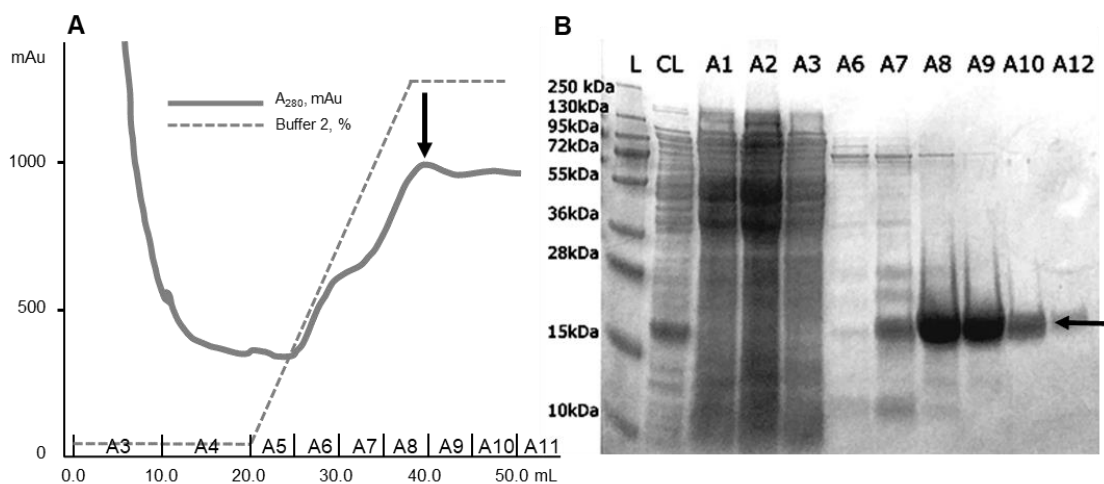 A
mAu
A280, mAu
Buffer 2, %
1000
500
0
A3 A4 A5 A6 A7 A8 A9 A10 A11
0.0 10.0 20.0 30.0 40.0 50.0 mL
B
L CL A1 A2 A3 A6 A7 A8 A9 A10 A12
250 kDa
130kDa
95kDa
72kDa
55kDa
36kDa
28kDa
15kDa
10kDa